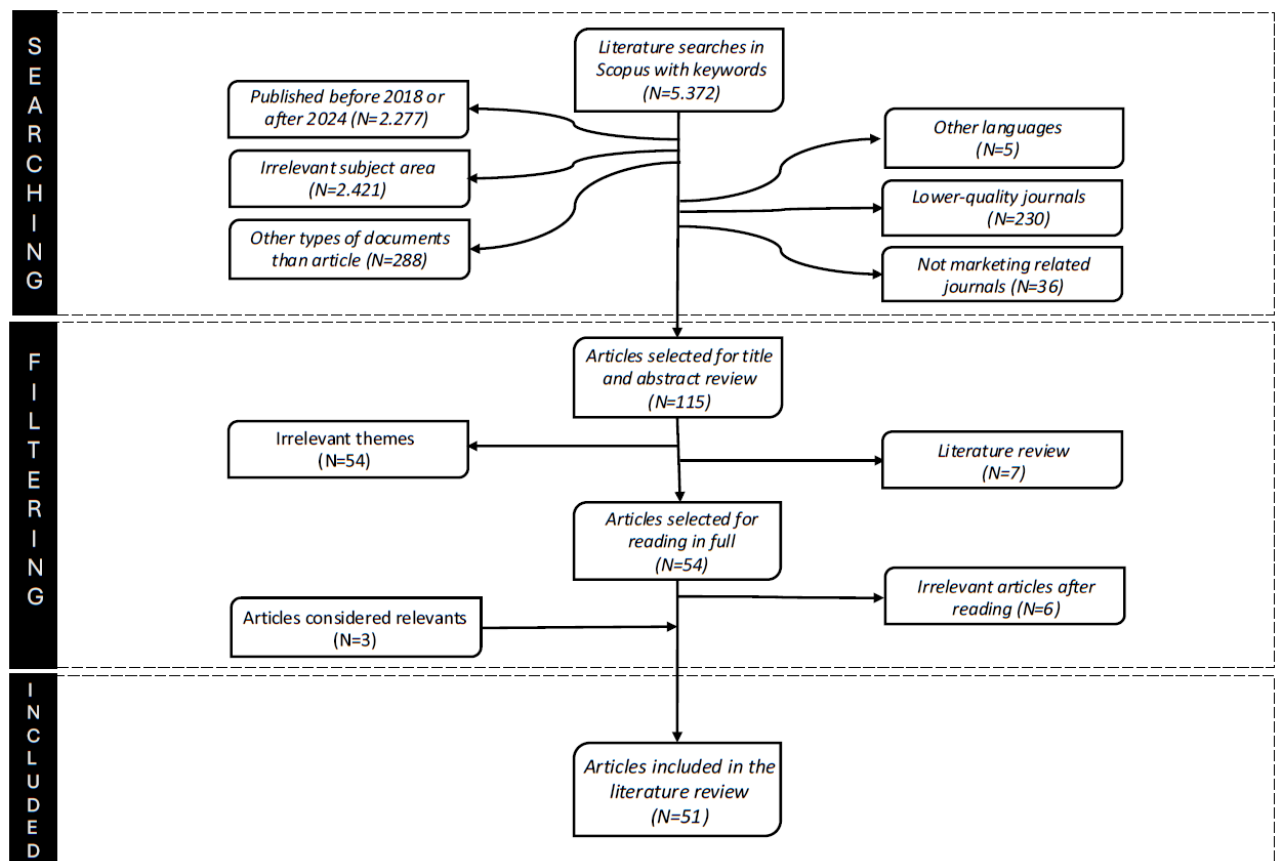 SEARCHING
Literature searches in
Scopus with keywords
(N=5.372)
Published before 2018 or
after 2024 (N=2.277)
Irrelevant subject area
(N=2.421)
Other types of documents
than article (N=288)
Other languages
(N=5)
Lower-quality journals
(N=230)
Not marketing related
journals (N=36)
FILTERING
Articles selected for title
and abstract review
(N=115)
Irrelevant themes
(N=54)
Literature review
(N=7)
Articles selected for
reading in full
(N=54)
Irrelevant articles after
reading (N=6)
Articles considered relevants
(N=3)
INCLUDED
Articles included in the
literature review
(N=51)